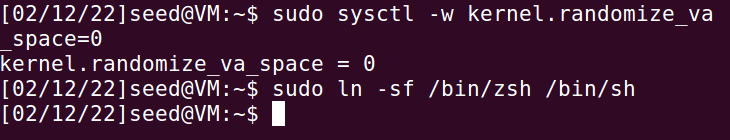 [02/12/22]seed@VM:~$ sudo sysctl -w kernel.randomize_va
_space=0
kernel.randomize_va_space = 0
[02/12/22]seed@VM:~$ sudo ln -sf /bin/zsh /bin/sh
[02/12/22]seed@VM:~$